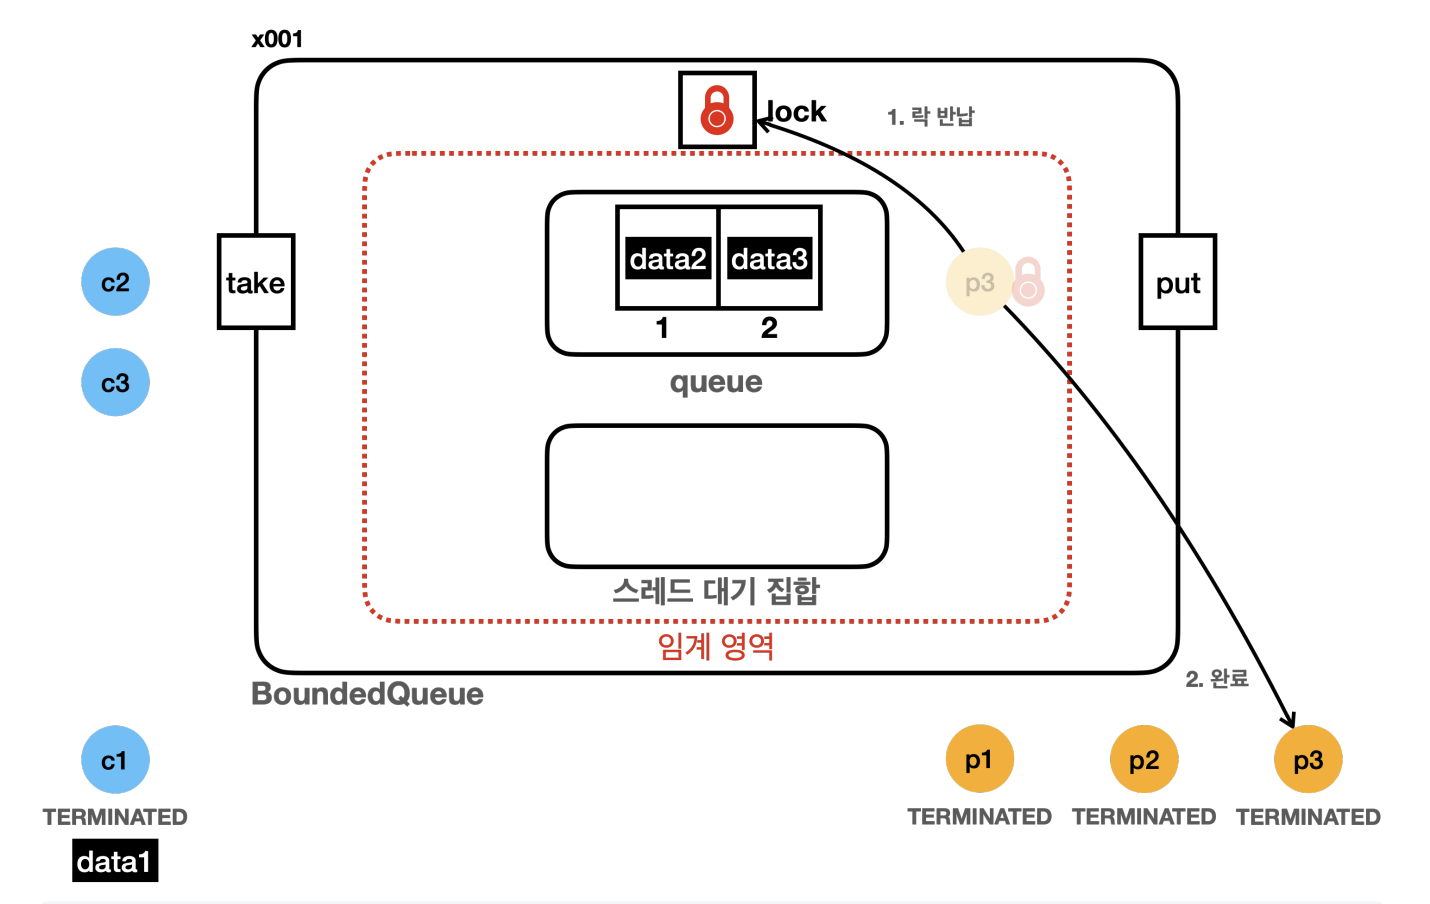 x001
lock
1. 락 반납
data2
data3
p3
c2
take
put
1
2
c3
queue
스레드 대기 집합
임계 영역
2. 완료
BoundedQueue
c1
p1
p2
p3
TERMINATED
TERMINATED
TERMINATED
TERMINATED
data1